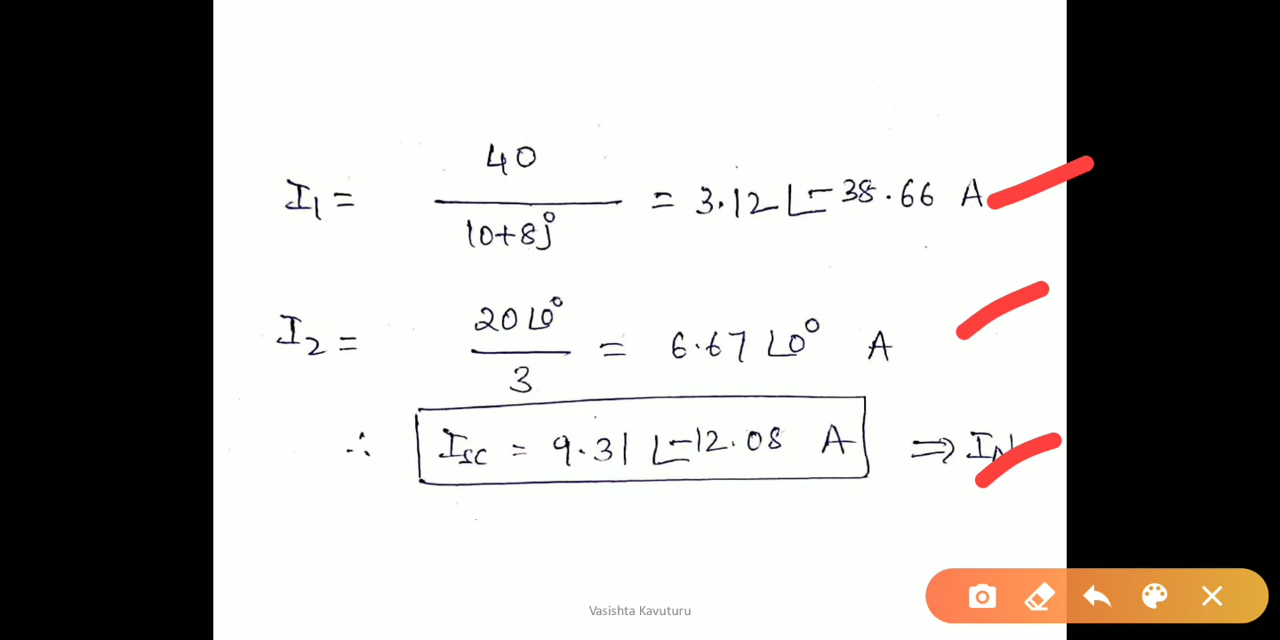 I₁ = 40 / 10+8j = 3.12 ∠-38.66 A
I₂ = 20∠0° / 3 = 6.67 ∠0° A
∴ Isc = 9.31 ∠-12.08 A ⇒ IN
Vasishta Kavuturu